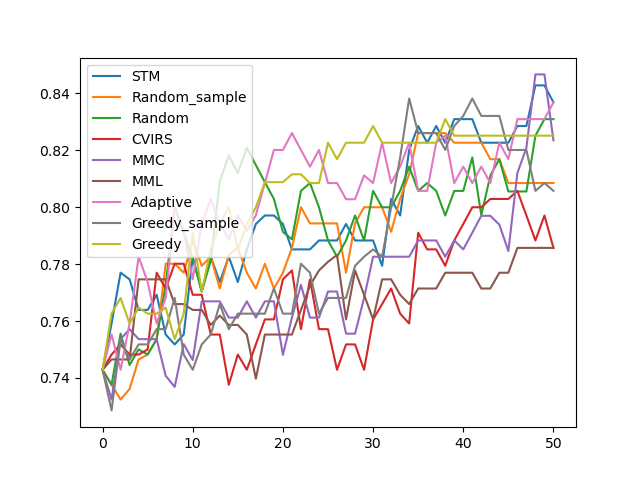 STM
Random_sample
Random
CVIRS
MMC
MML
Adaptive
Greedy_sample
Greedy
0.84
0.82
0.80
0.78
0.76
0.74
0 10 20 30 40 50